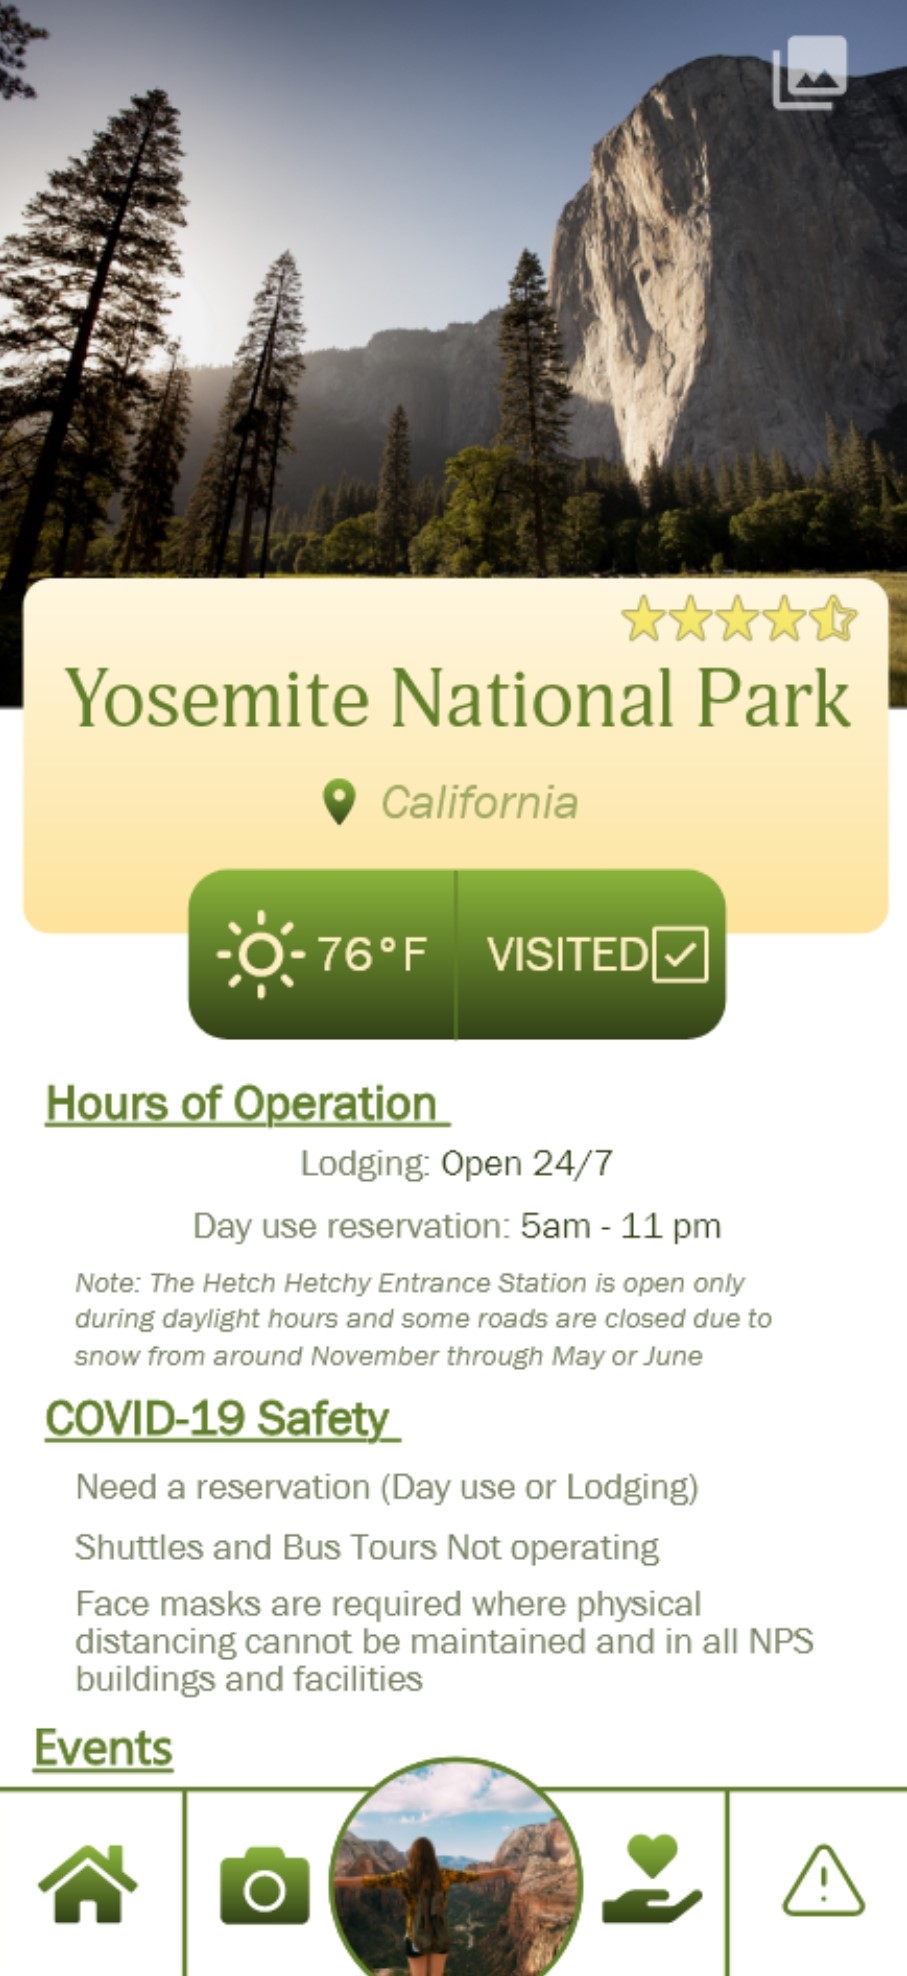 Yosemite National Park
California
76°F
VISITED
Hours of Operation
Lodging: Open 24/7
Day use reservation: 5am - 11 pm
Note: The Hetch Hetchy Entrance Station is open only
during daylight hours and some roads are closed due to
snow from around November through May or June
COVID-19 Safety
Need a reservation (Day use or Lodging)
Shuttles and Bus Tours Not operating
Face masks are required where physical
distancing cannot be maintained and in all NPS
buildings and facilities
Events